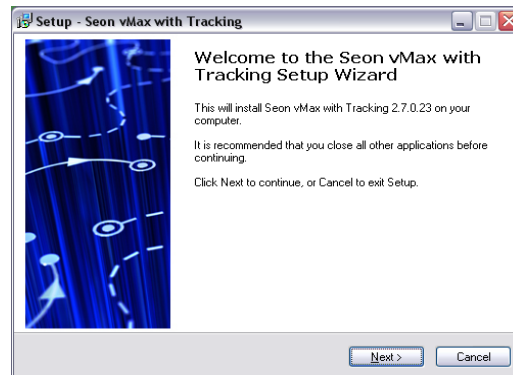 Setup - Seon vMax with Tracking
Welcome to the Seon vMax with
Tracking Setup Wizard
This will install Seon vMax with Tracking 2.7.0.23 on your
computer.
It is recommended that you close all other applications before
continuing.
Click Next to continue, or Cancel to exit Setup.
Next >
Cancel